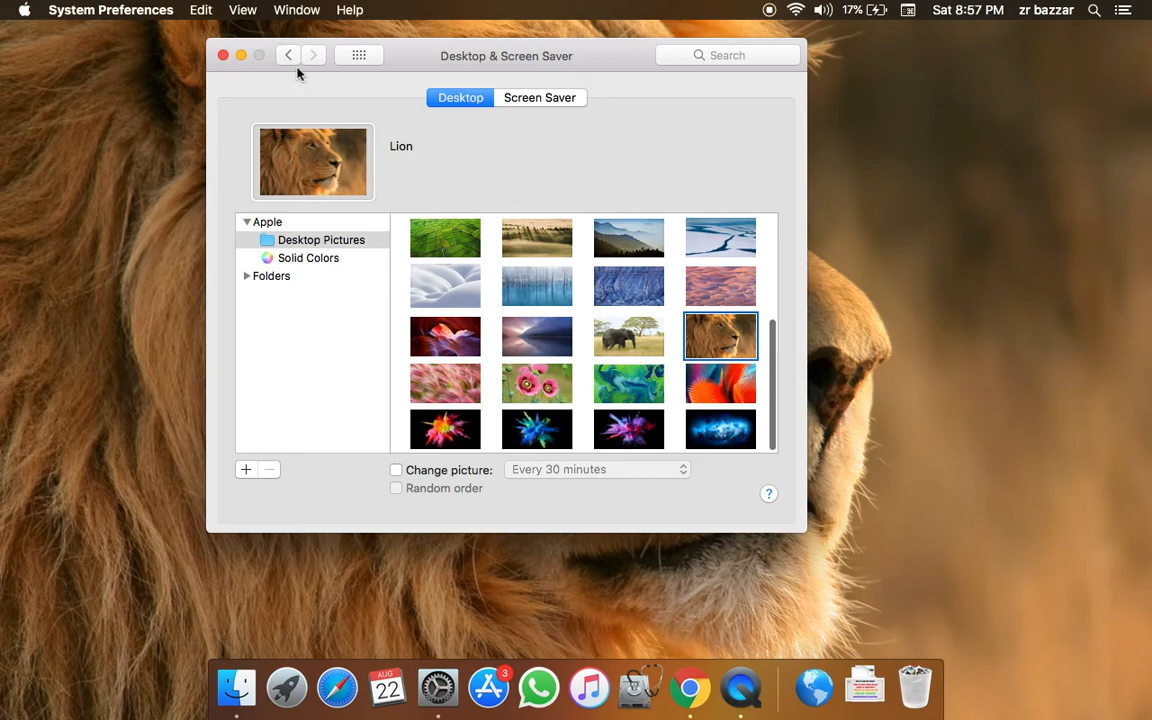 System Preferences Edit View Window Help 17% Sat 8:57 PM zr bazzar
Desktop & Screen Saver Search
Desktop Screen Saver
Lion
Apple
Desktop Pictures
Solid Colors
Folders
+ − Change picture: Every 30 minutes
Random order
?
AUG
22
3